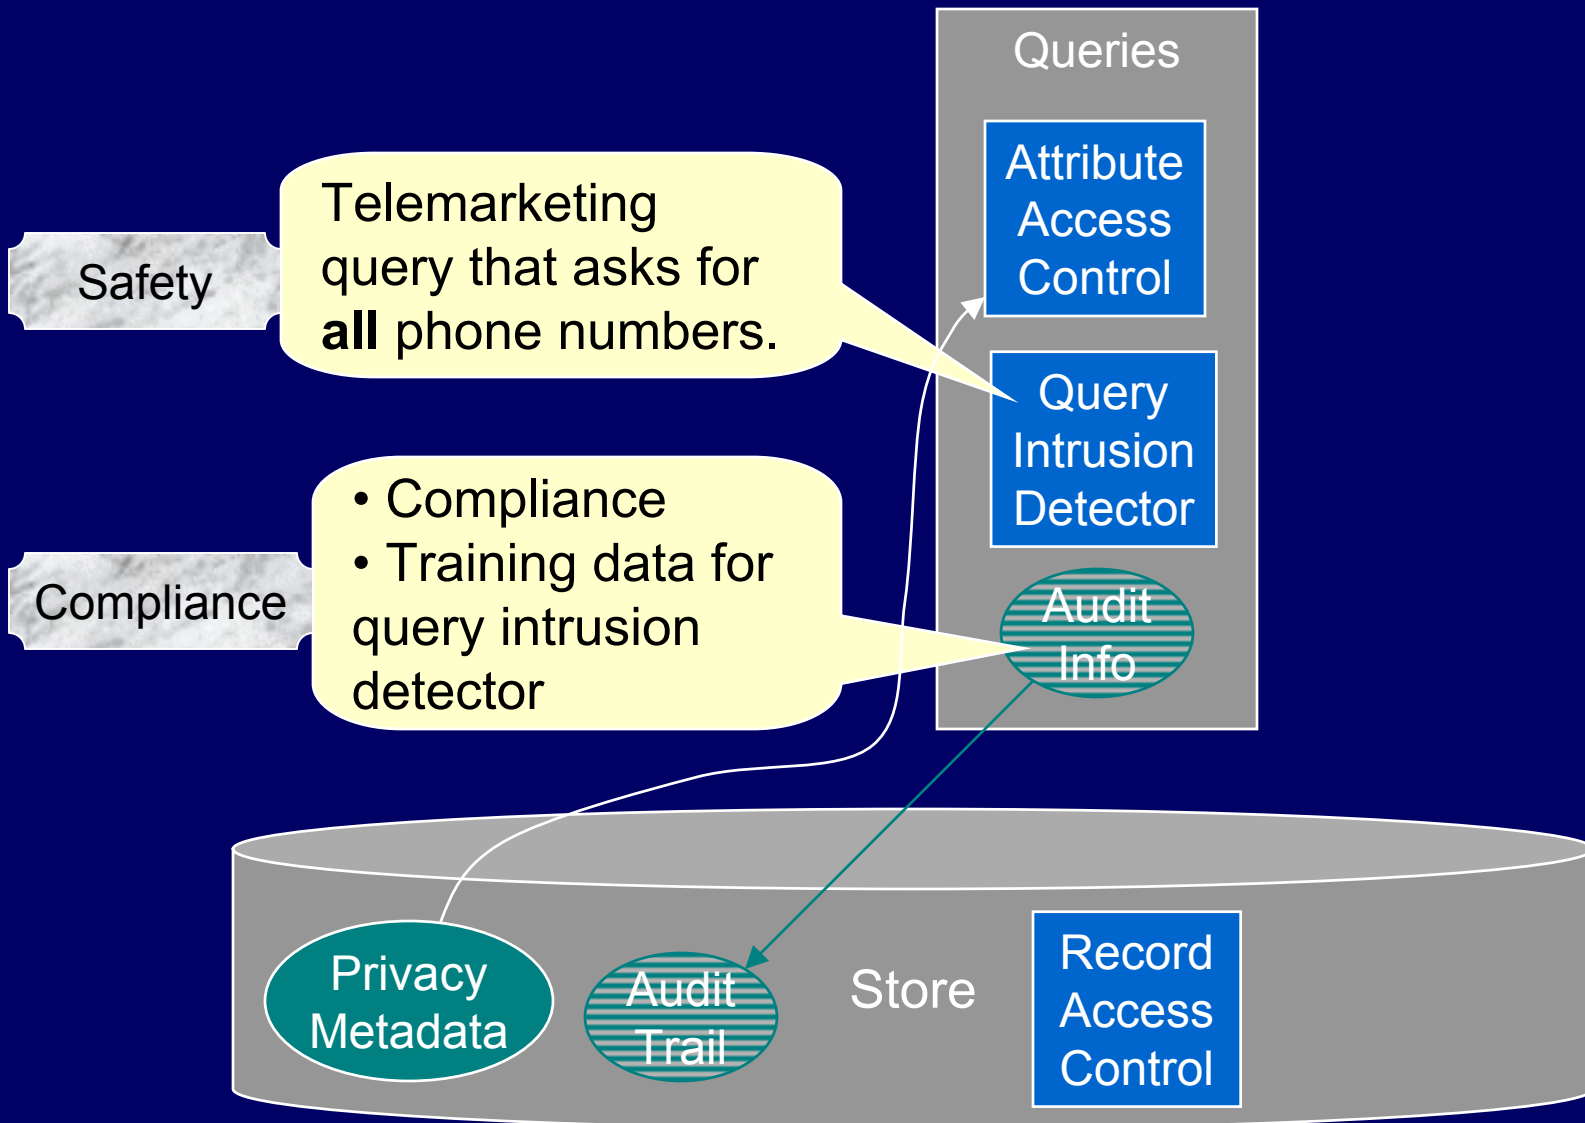 Queries
Attribute
Access
Control
Safety
Telemarketing
query that asks for
all phone numbers.
Query
Intrusion
Detector
Compliance
• Compliance
• Training data for
query intrusion
detector
Audit
Info
Privacy
Metadata
Audit
Trail
Store
Record
Access
Control